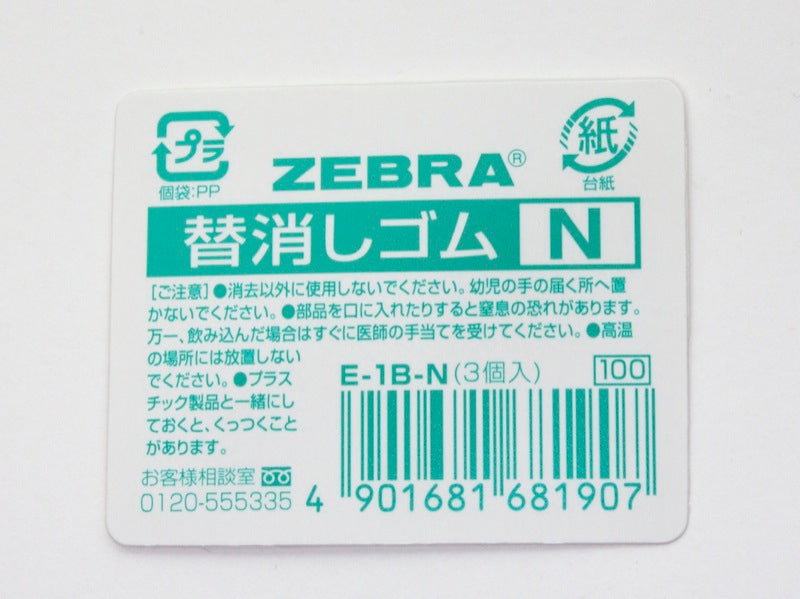 プラ
個袋:PP
ZEBRA®
紙
台紙
替消しゴム N
[ご注意]●消去以外に使用しないでください。幼児の手の届く所へ置
かないでください。●部品を口に入れたりすると窒息の恐れがあります。
万一、飲み込んだ場合はすぐに医師の手当てを受けてください。●高温
の場所には放置しない
でください。●プラス
チック製品と一緒にし
ておくと、くっつくこと
があります。
E-1B-N(3個入) 100
お客様相談室
0120-555335
4 901681 681907